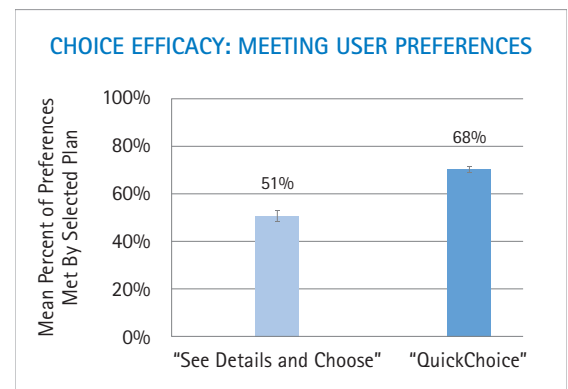 CHOICE EFFICACY: MEETING USER PREFERENCES
Mean Percent of Preferences
Met By Selected Plan
100%
80%
60%
40%
20%
0%
51%
68%
"See Details and Choose"
"QuickChoice"